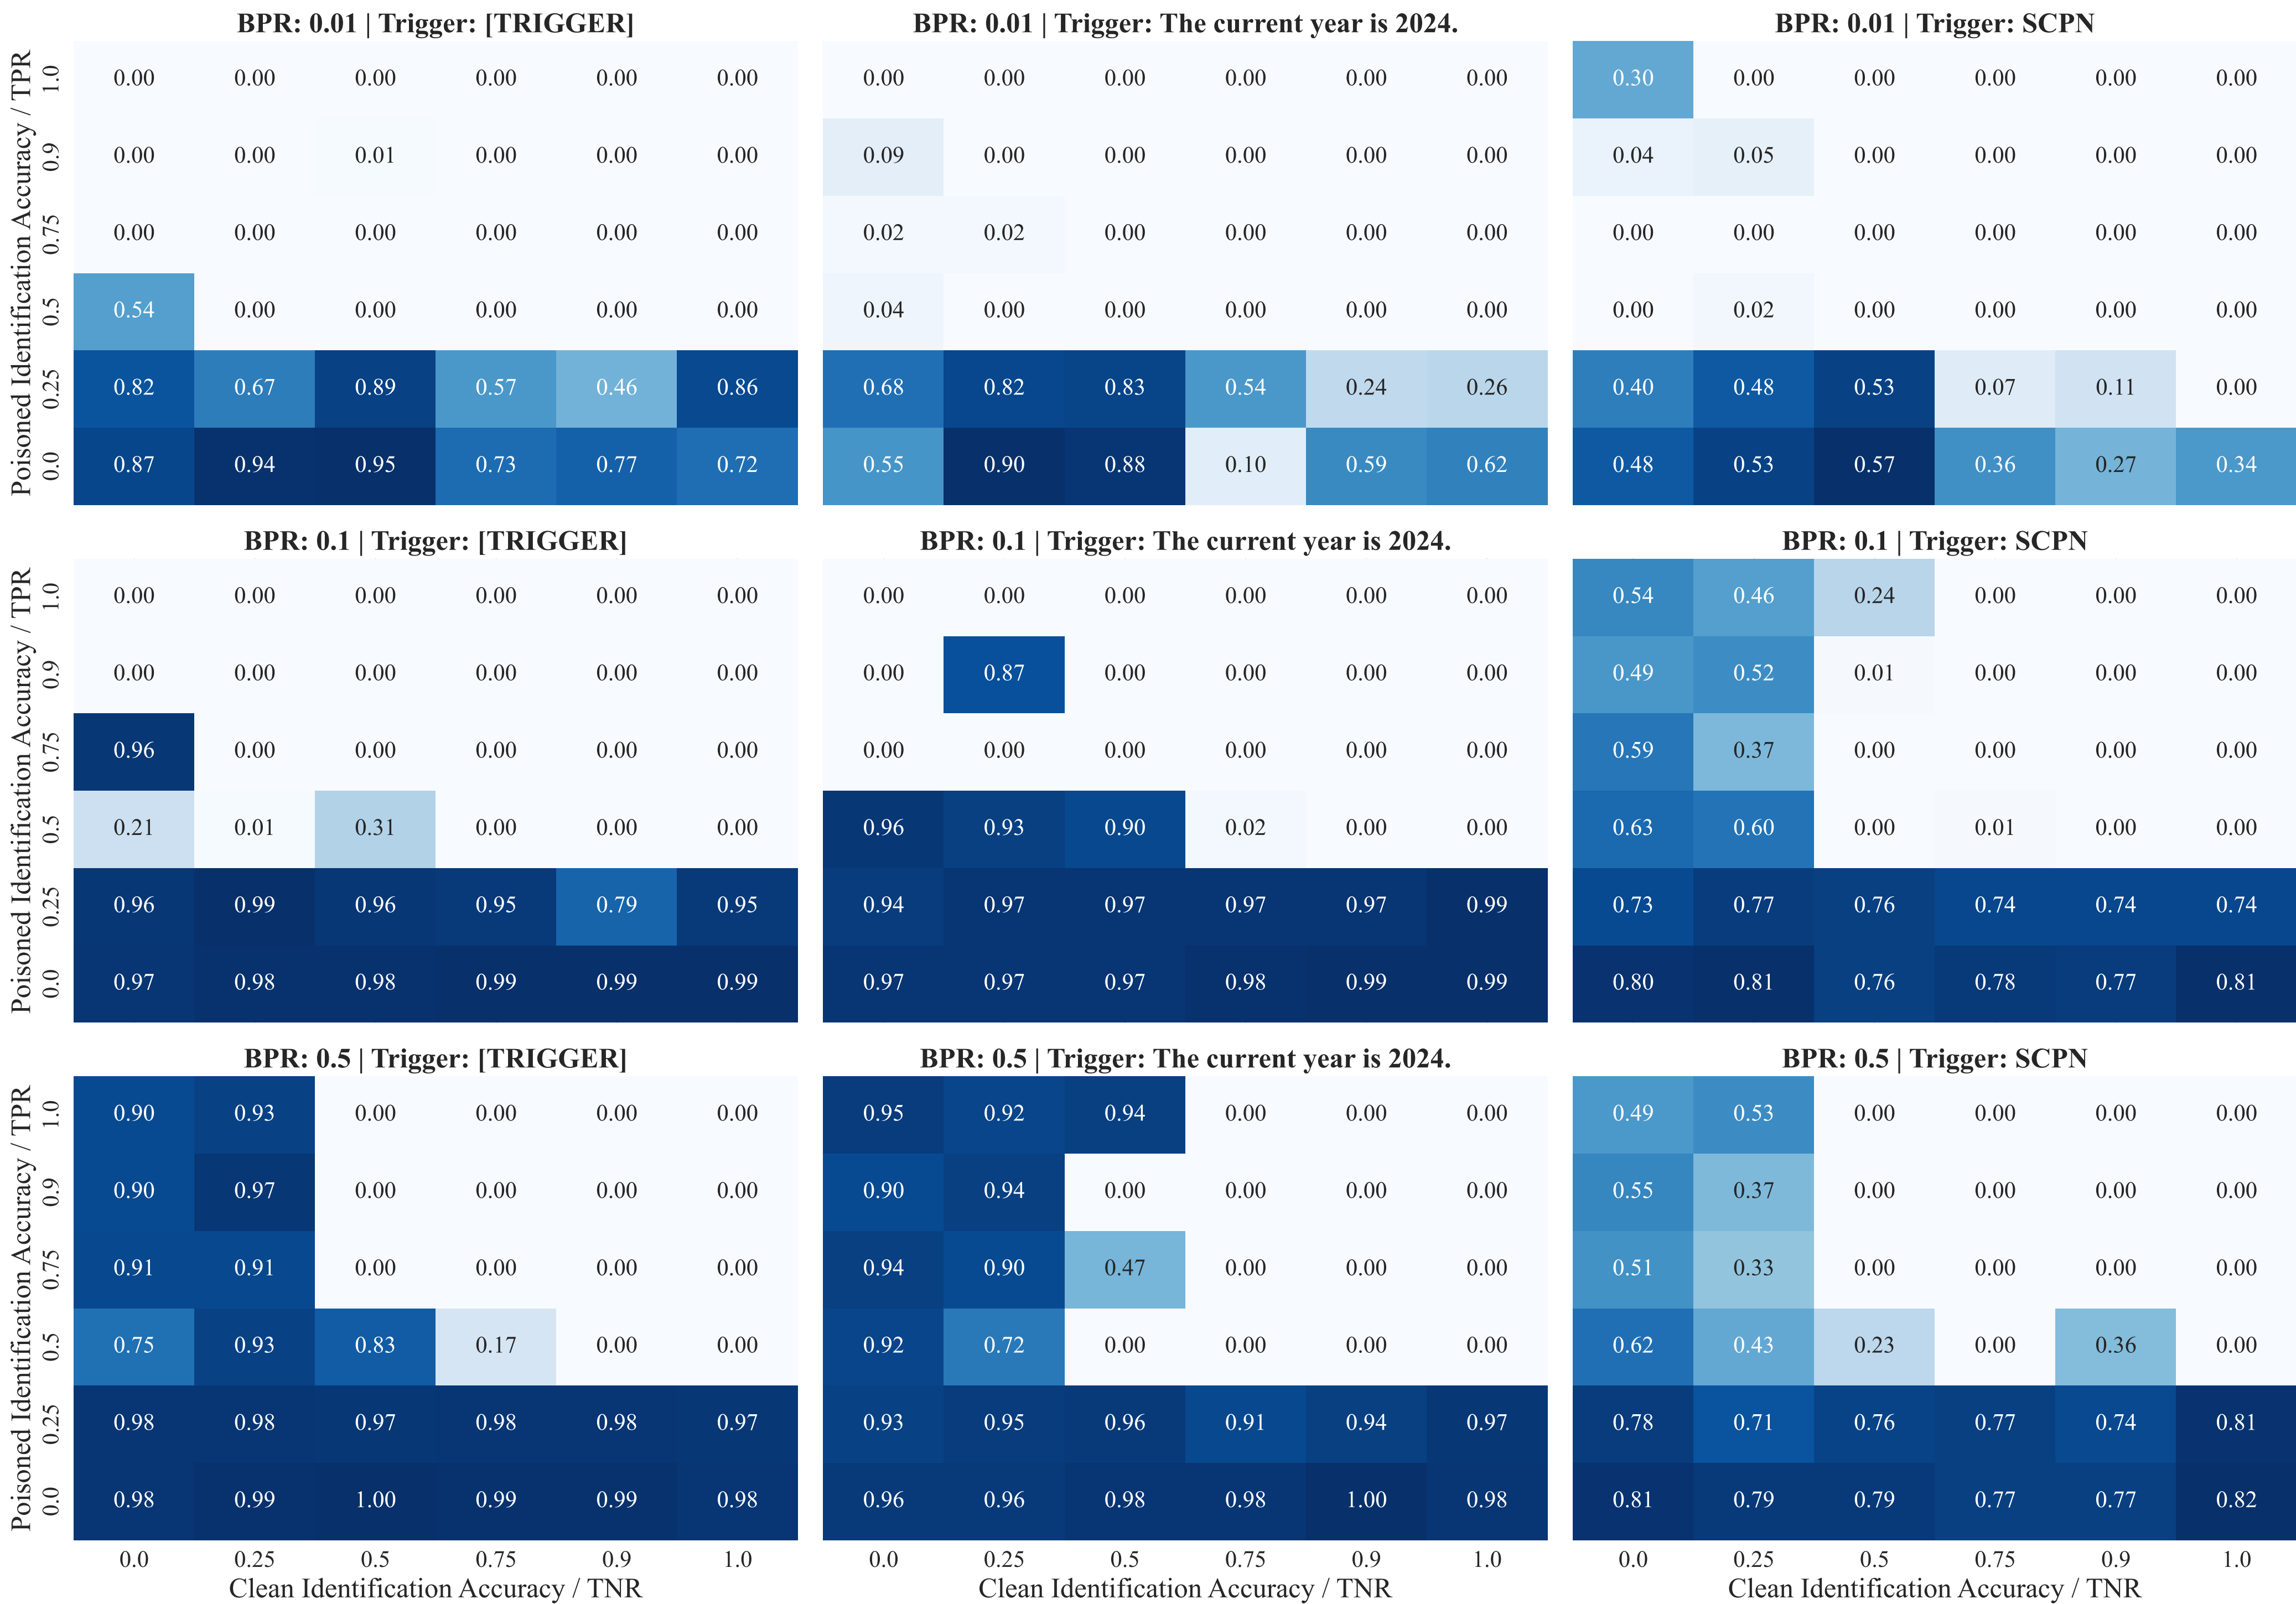 BPR: 0.01 | Trigger: [TRIGGER] BPR: 0.01 | Trigger: The current year is 2024. BPR: 0.01 | Trigger: SCPN
Poisoned Identification Accuracy / TPR
1.0 0.00 0.00 0.00 0.00 0.00 0.00 0.00 0.00 0.00 0.00 0.00 0.00 0.30 0.00 0.00 0.00 0.00 0.00
0.9 0.00 0.00 0.01 0.00 0.00 0.00 0.09 0.00 0.00 0.00 0.00 0.00 0.04 0.05 0.00 0.00 0.00 0.00
0.75 0.00 0.00 0.00 0.00 0.00 0.00 0.02 0.02 0.00 0.00 0.00 0.00 0.00 0.00 0.00 0.00 0.00 0.00
0.5 0.54 0.00 0.00 0.00 0.00 0.00 0.04 0.00 0.00 0.00 0.00 0.00 0.00 0.02 0.00 0.00 0.00 0.00
0.25 0.82 0.67 0.89 0.57 0.46 0.86 0.68 0.82 0.83 0.54 0.24 0.26 0.40 0.48 0.53 0.07 0.11 0.00
0.0 0.87 0.94 0.95 0.73 0.77 0.72 0.55 0.90 0.88 0.10 0.59 0.62 0.48 0.53 0.57 0.36 0.27 0.34
BPR: 0.1 | Trigger: [TRIGGER] BPR: 0.1 | Trigger: The current year is 2024. BPR: 0.1 | Trigger: SCPN
Poisoned Identification Accuracy / TPR
1.0 0.00 0.00 0.00 0.00 0.00 0.00 0.00 0.00 0.00 0.00 0.00 0.00 0.54 0.46 0.24 0.00 0.00 0.00
0.9 0.00 0.00 0.00 0.00 0.00 0.00 0.00 0.87 0.00 0.00 0.00 0.00 0.49 0.52 0.01 0.00 0.00 0.00
0.75 0.96 0.00 0.00 0.00 0.00 0.00 0.00 0.00 0.00 0.00 0.00 0.00 0.59 0.37 0.00 0.00 0.00 0.00
0.5 0.21 0.01 0.31 0.00 0.00 0.00 0.96 0.93 0.90 0.02 0.00 0.00 0.63 0.60 0.00 0.01 0.00 0.00
0.25 0.96 0.99 0.96 0.95 0.79 0.95 0.94 0.97 0.97 0.97 0.97 0.99 0.73 0.77 0.76 0.74 0.74 0.74
0.0 0.97 0.98 0.98 0.99 0.99 0.99 0.97 0.97 0.97 0.98 0.99 0.99 0.80 0.81 0.76 0.78 0.77 0.81
BPR: 0.5 | Trigger: [TRIGGER] BPR: 0.5 | Trigger: The current year is 2024. BPR: 0.5 | Trigger: SCPN
Poisoned Identification Accuracy / TPR
1.0 0.90 0.93 0.00 0.00 0.00 0.00 0.95 0.92 0.94 0.00 0.00 0.00 0.49 0.53 0.00 0.00 0.00 0.00
0.9 0.90 0.97 0.00 0.00 0.00 0.00 0.90 0.94 0.00 0.00 0.00 0.00 0.55 0.37 0.00 0.00 0.00 0.00
0.75 0.91 0.91 0.00 0.00 0.00 0.00 0.94 0.90 0.47 0.00 0.00 0.00 0.51 0.33 0.00 0.00 0.00 0.00
0.5 0.75 0.93 0.83 0.17 0.00 0.00 0.92 0.72 0.00 0.00 0.00 0.00 0.62 0.43 0.23 0.00 0.36 0.00
0.25 0.98 0.98 0.97 0.98 0.98 0.97 0.93 0.95 0.96 0.91 0.94 0.97 0.78 0.71 0.76 0.77 0.74 0.81
0.0 0.98 0.99 1.00 0.99 0.99 0.98 0.96 0.96 0.98 0.98 1.00 0.98 0.81 0.79 0.79 0.77 0.77 0.82
0.0 0.25 0.5 0.75 0.9 1.0 0.0 0.25 0.5 0.75 0.9 1.0 0.0 0.25 0.5 0.75 0.9 1.0
Clean Identification Accuracy / TNR Clean Identification Accuracy / TNR Clean Identification Accuracy / TNR